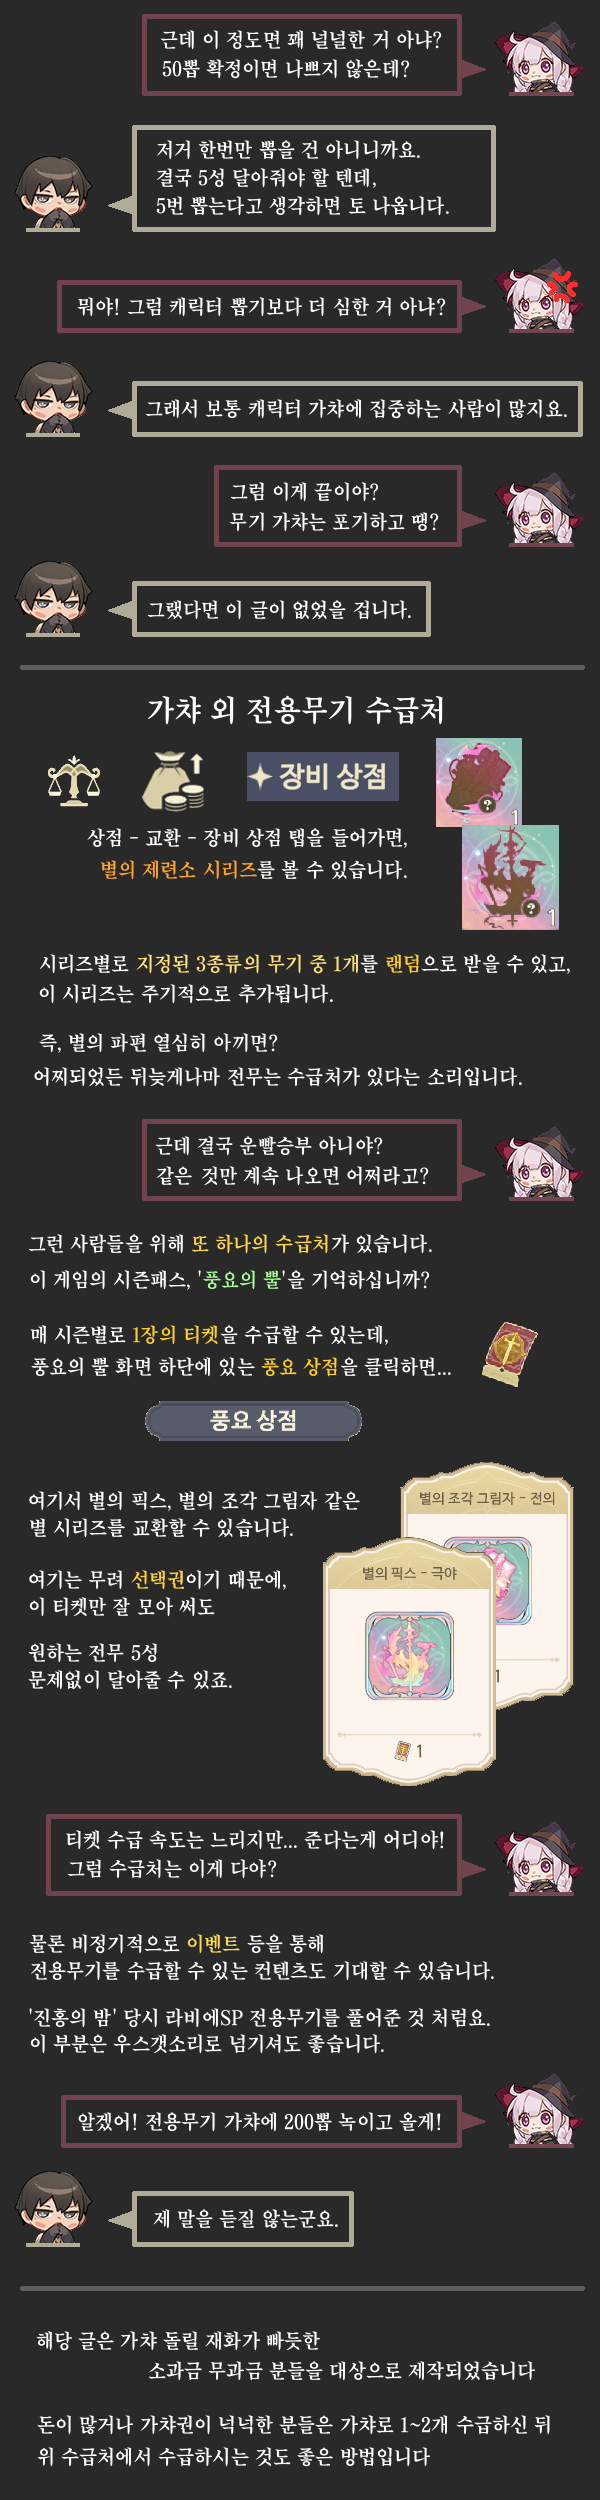 근데 이 정도면 꽤 널널한 거 아냐?
50뽑 확정이면 나쁘지 않은데?
저거 한번만 뽑을 건 아니니까요.
결국 5성 달아줘야 할 텐데,
5번 뽑는다고 생각하면 토 나옵니다.
뭐야! 그럼 캐릭터 뽑기보다 더 심한 거 아냐?
그래서 보통 캐릭터 가챠에 집중하는 사람이 많지요.
그럼 이게 끝이야?
무기 가챠는 포기하고 땡?
그랬다면 이 글이 없었을 겁니다.
가챠 외 전용무기 수급처
장비 상점
?
1
?
1
상점 - 교환 - 장비 상점 탭을 들어가면,
별의 제련소 시리즈를 볼 수 있습니다.
시리즈별로 지정된 3종류의 무기 중 1개를 랜덤으로 받을 수 있고,
이 시리즈는 주기적으로 추가됩니다.
즉, 별의 파편 열심히 아끼면?
어찌되었든 뒤늦게나마 전무는 수급처가 있다는 소리입니다.
근데 결국 운빨승부 아니야?
같은 것만 계속 나오면 어쩌라고?
그런 사람들을 위해 또 하나의 수급처가 있습니다.
이 게임의 시즌패스, '풍요의 뿔'을 기억하십니까?
매 시즌별로 1장의 티켓을 수급할 수 있는데,
풍요의 뿔 화면 하단에 있는 풍요 상점을 클릭하면...
풍요 상점
여기서 별의 픽스, 별의 조각 그림자 같은
별 시리즈를 교환할 수 있습니다.
여기는 무려 선택권이기 때문에,
이 티켓만 잘 모아 써도
원하는 전무 5성
문제없이 달아줄 수 있죠.
별의 조각 그림자 - 전의
1
별의 픽스 - 극야
1
티켓 수급 속도는 느리지만... 준다는게 어디야!
그럼 수급처는 이게 다야?
물론 비정기적으로 이벤트 등을 통해
전용무기를 수급할 수 있는 컨텐츠도 기대할 수 있습니다.
'진홍의 밤' 당시 라비에SP 전용무기를 풀어준 것 처럼요.
이 부분은 우스갯소리로 넘기셔도 좋습니다.
알겠어! 전용무기 가챠에 200뽑 녹이고 올게!
제 말을 듣질 않는군요.
해당 글은 가챠 돌릴 재화가 빠듯한
소과금 무과금 분들을 대상으로 제작되었습니다
돈이 많거나 가챠권이 넉넉한 분들은 가챠로 1~2개 수급하신 뒤
위 수급처에서 수급하시는 것도 좋은 방법입니다